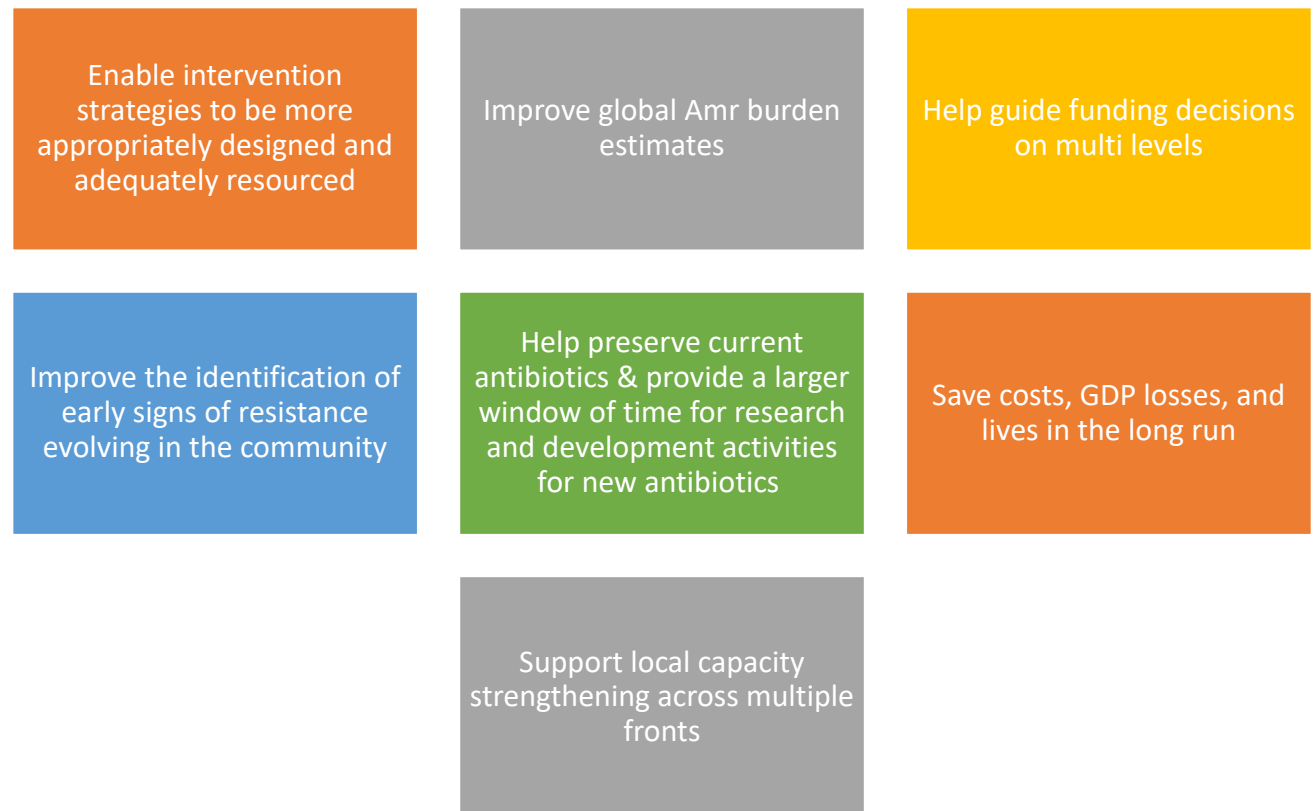 Enable intervention
strategies to be more
appropriately designed and
adequately resourced
Improve global Amr burden
estimates
Help guide funding decisions
on multi levels
Improve the identification of
early signs of resistance
evolving in the community
Help preserve current
antibiotics & provide a larger
window of time for research
and development activities
for new antibiotics
Save costs, GDP losses, and
lives in the long run
Support local capacity
strengthening across multiple
fronts